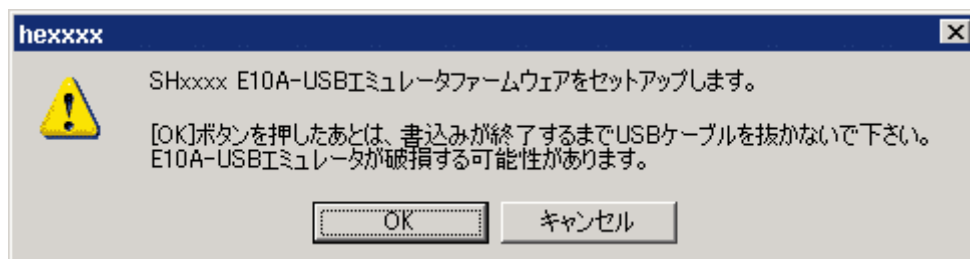 hexxxx
SHxxxx E10A-USBエミュレータファームウェアをセットアップします。
[OK]ボタンを押したあとは、書込みが終了するまでUSBケーブルを抜かないで下さい。
E10A-USBエミュレータが破損する可能性があります。
OK
キャンセル